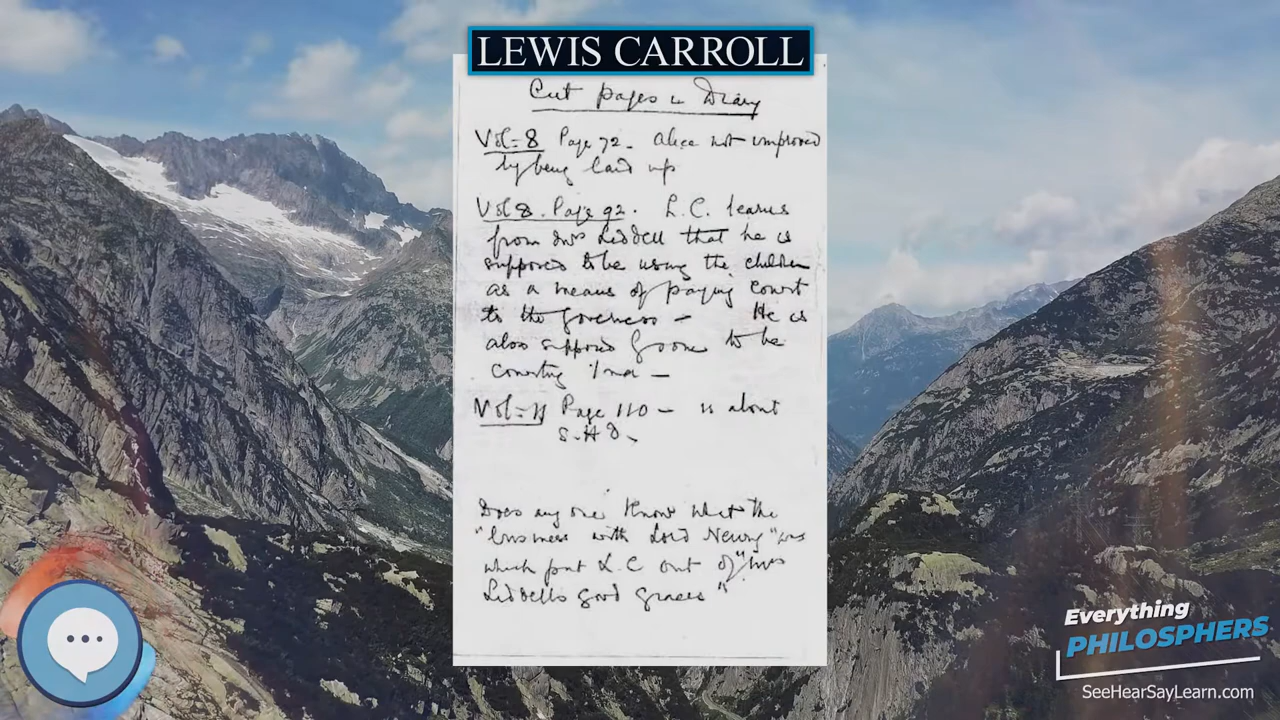 LEWIS CARROLL
Cut Pages in Diary
Vol: 8 Page 72. Alice not improved
by being laid up
Vol 8. Page 92. L.C. learns
from Mrs Liddell that he is
supposed to be using the children
as a means of paying court
to the governess – He is
also supposed to be
courting Ina –
Vol: 11 Page 110 – is about
S.H.D.
Does any one know what the
"business with Lord Newry" was
which put L.C out of "Mrs
Liddell's good graces"
Everything
PHILOSPHERS
SeeHearSayLearn.com